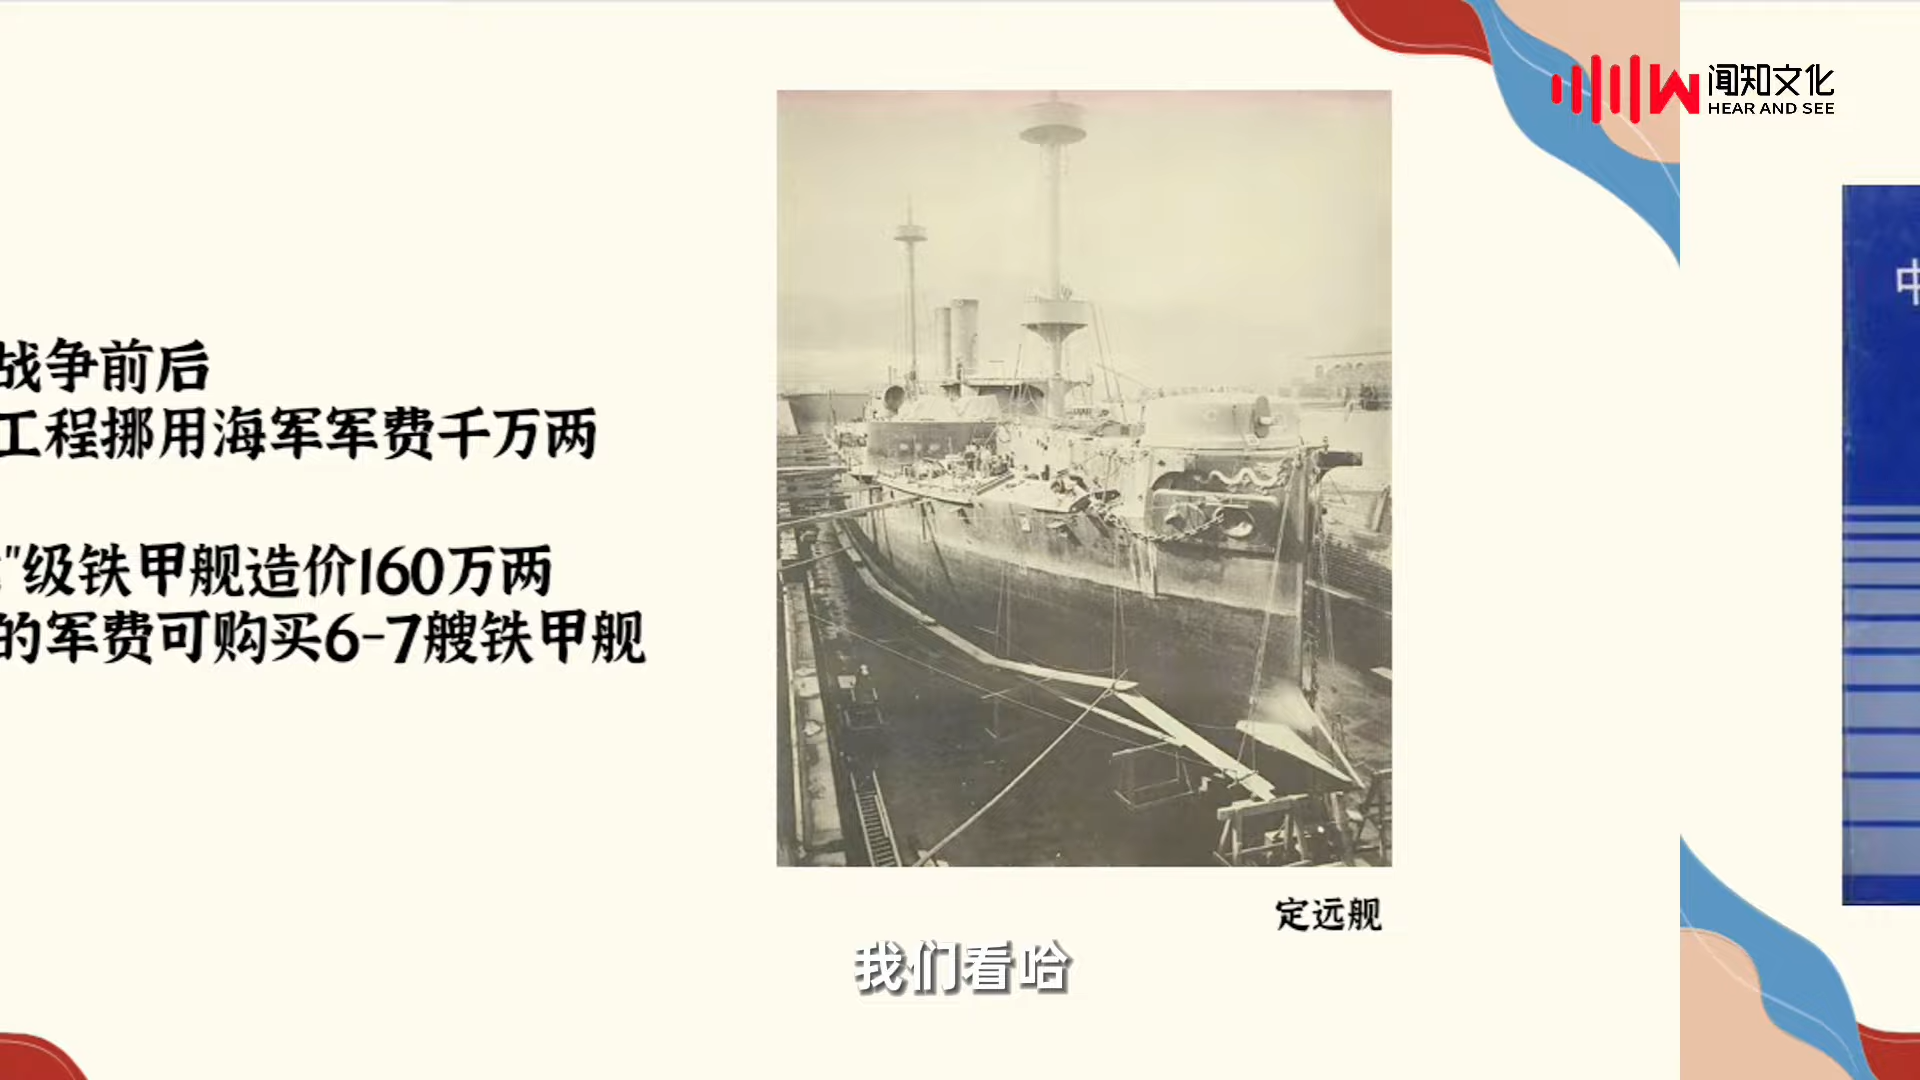 闻知文化
HEAR AND SEE
中
战争前后
工程挪用海军军费千万两
"级铁甲舰造价160万两
的军费可购买6-7艘铁甲舰
定远舰
我们看哈